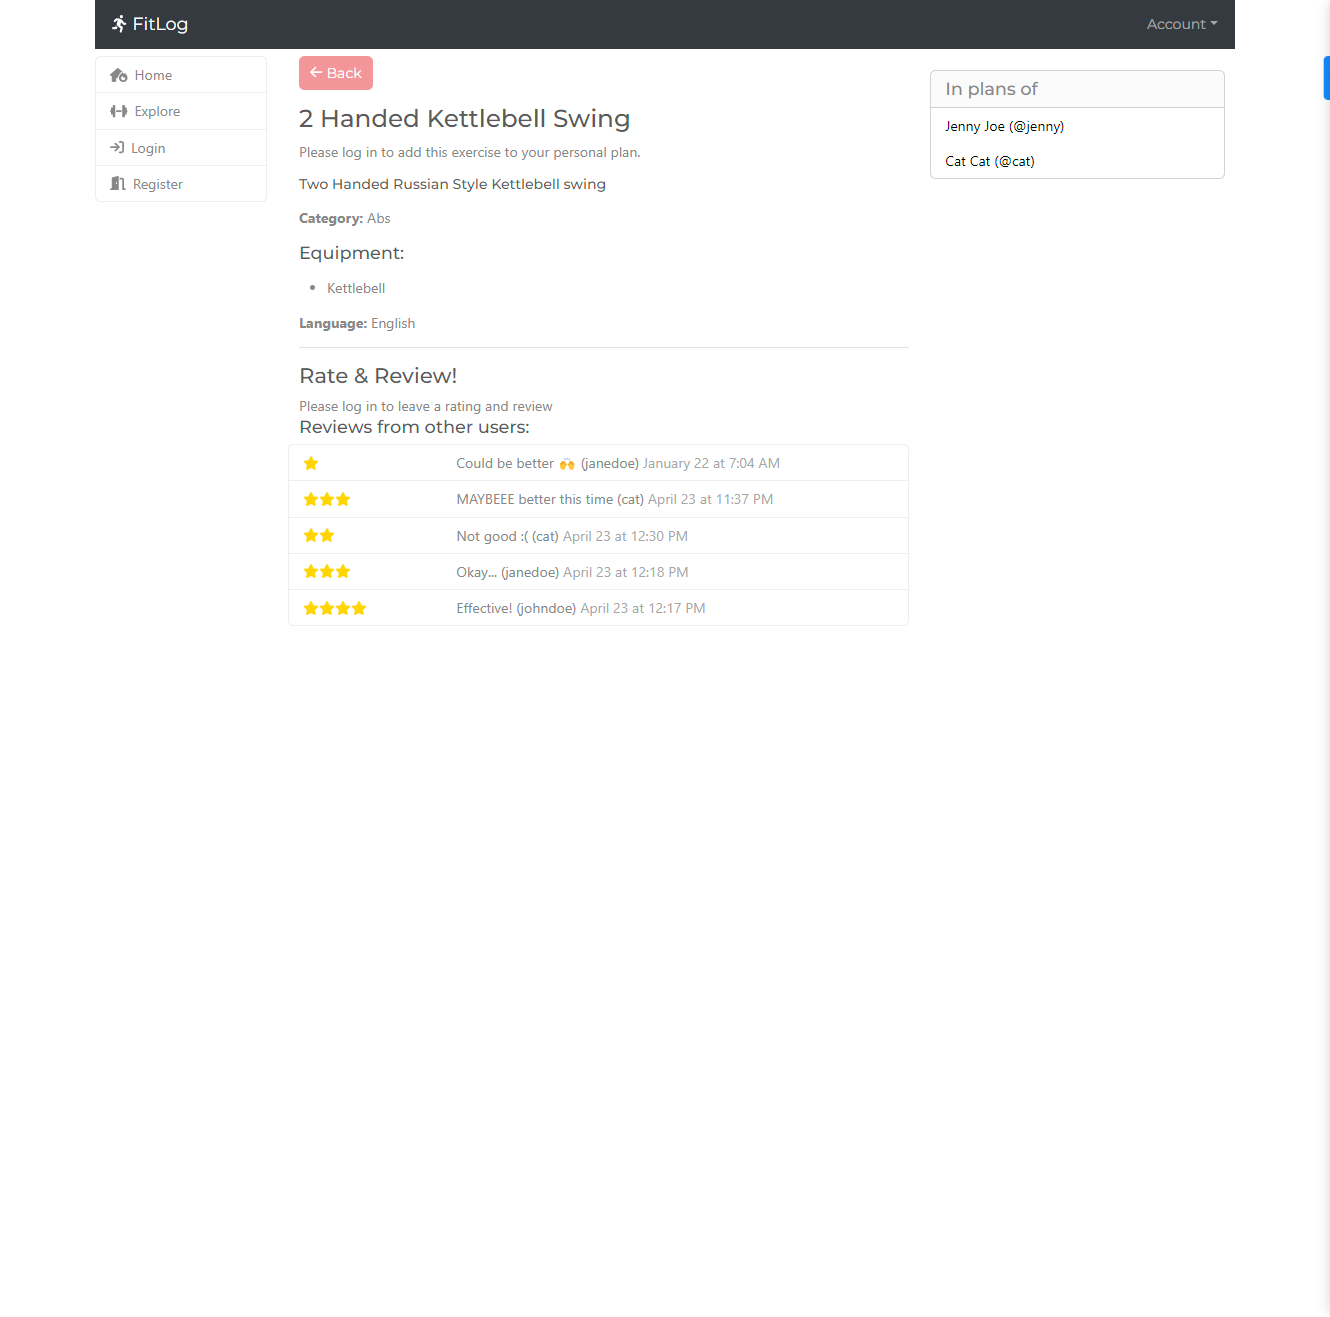 FitLog
Account
Home
Explore
Login
Register
Back
2 Handed Kettlebell Swing
Please log in to add this exercise to your personal plan.
Two Handed Russian Style Kettlebell swing
Category: Abs
Equipment:
Kettlebell
Language: English
Rate & Review!
Please log in to leave a rating and review
Reviews from other users:
Could be better 🙌 (janedoe) January 22 at 7:04 AM
MAYBEEE better this time (cat) April 23 at 11:37 PM
Not good :( (cat) April 23 at 12:30 PM
Okay... (janedoe) April 23 at 12:18 PM
Effective! (johndoe) April 23 at 12:17 PM
In plans of
Jenny Joe (@jenny)
Cat Cat (@cat)